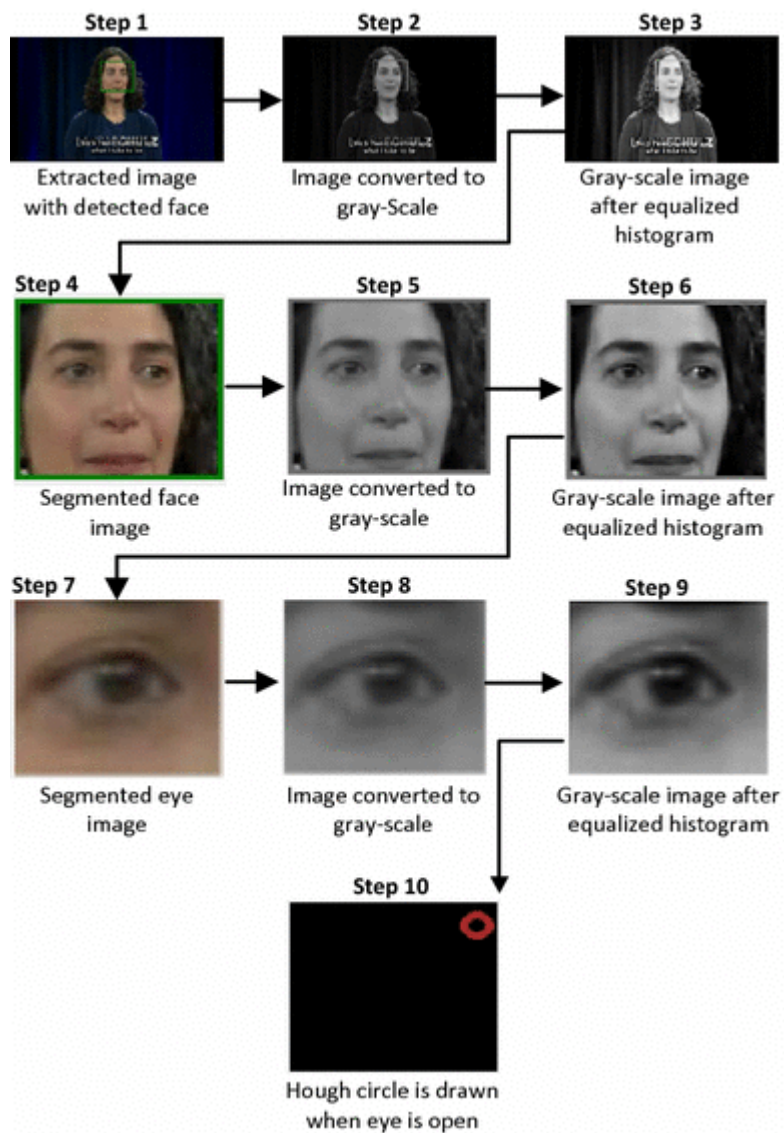 Step 1
Step 2
Step 3
Extracted image
with detected face
Image converted to
gray-Scale
Gray-scale image
after equalized
histogram
Step 4
Step 5
Step 6
Segmented face
image
Image converted to
gray-scale
Gray-scale image after
equalized histogram
Step 7
Step 8
Step 9
Segmented eye
image
Image converted to
gray-scale
Gray-scale image after
equalized histogram
Step 10
Hough circle is drawn
when eye is open